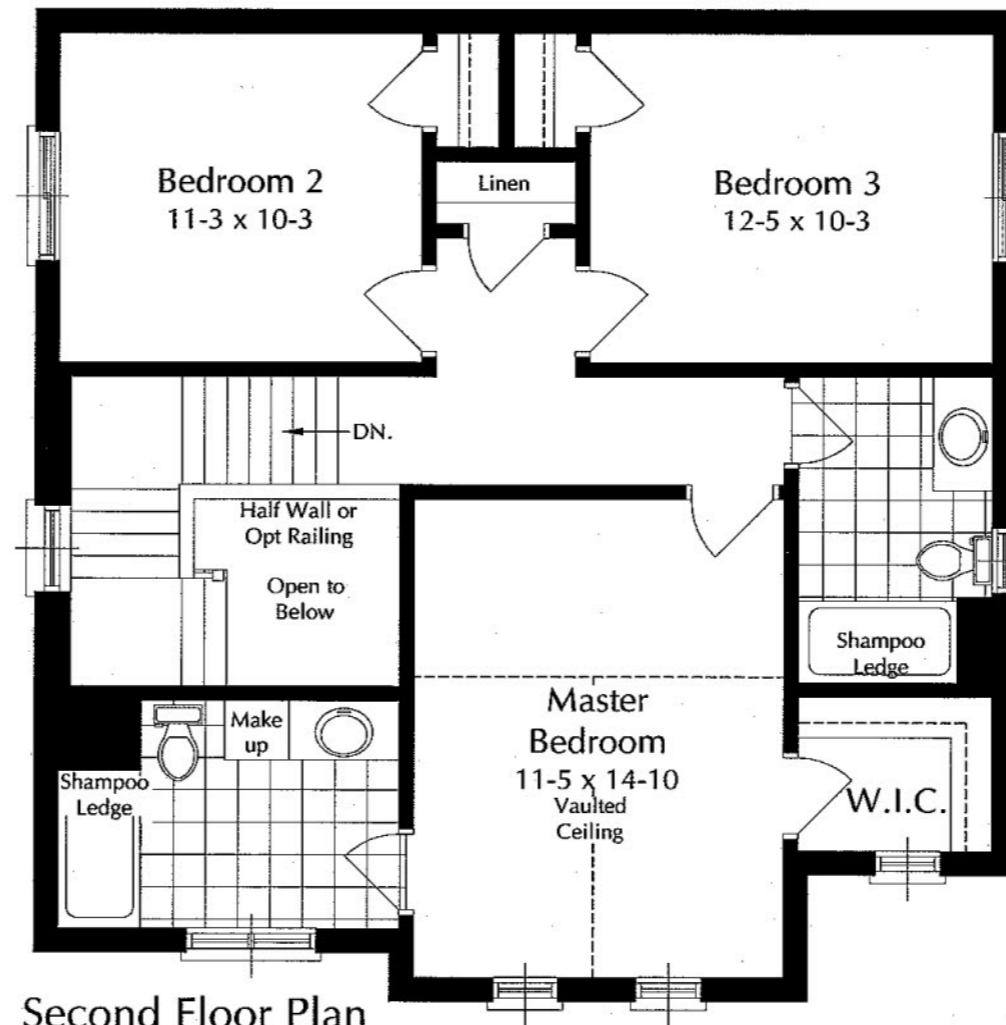 Bedroom 2
11-3 x 10-3
Linen
Bedroom 3
12-5 x 10-3
DN.
Half Wall or
Opt Railing
Open to
Below
Shampoo
Ledge
Make
up
Shampoo
Ledge
Master
Bedroom
11-5 x 14-10
Vaulted
Ceiling
W.I.C.
Second Floor Plan